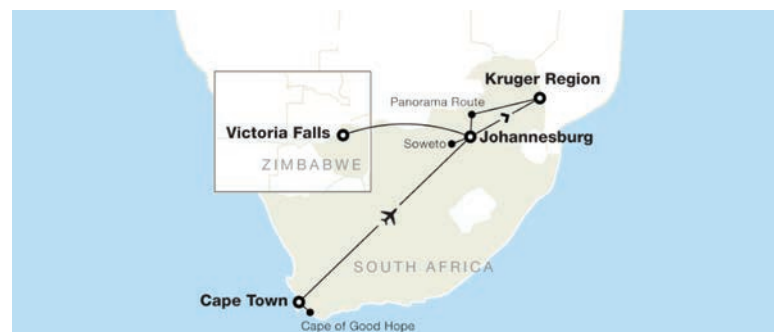 Kruger Region
Panorama Route
Victoria Falls
Johannesburg
Soweto
ZIMBABWE
SOUTH AFRICA
Cape Town
Cape of Good Hope